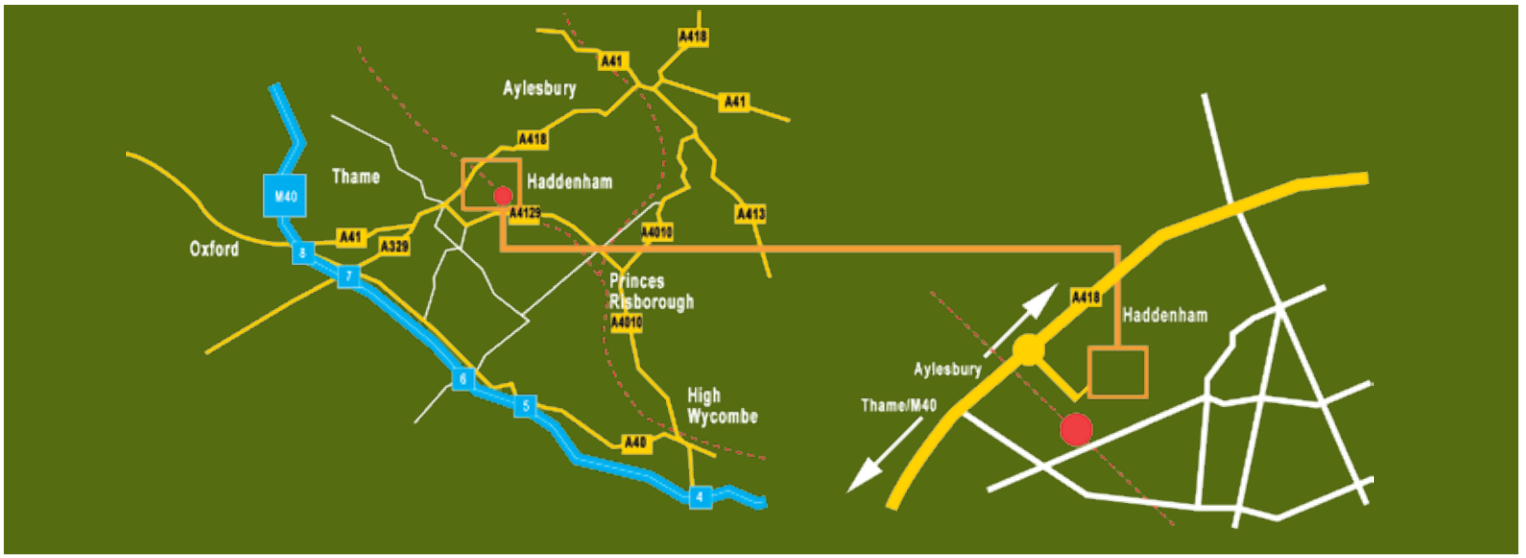 A418
A41
Aylesbury
A41
A418
Thame
Haddenham
M40
A4129
A413
A41
A329
A4010
Oxford
8
7
Princes
Risborough
A4010
6
5
High
Wycombe
A40
4
A418
Haddenham
Aylesbury
Thame/M40